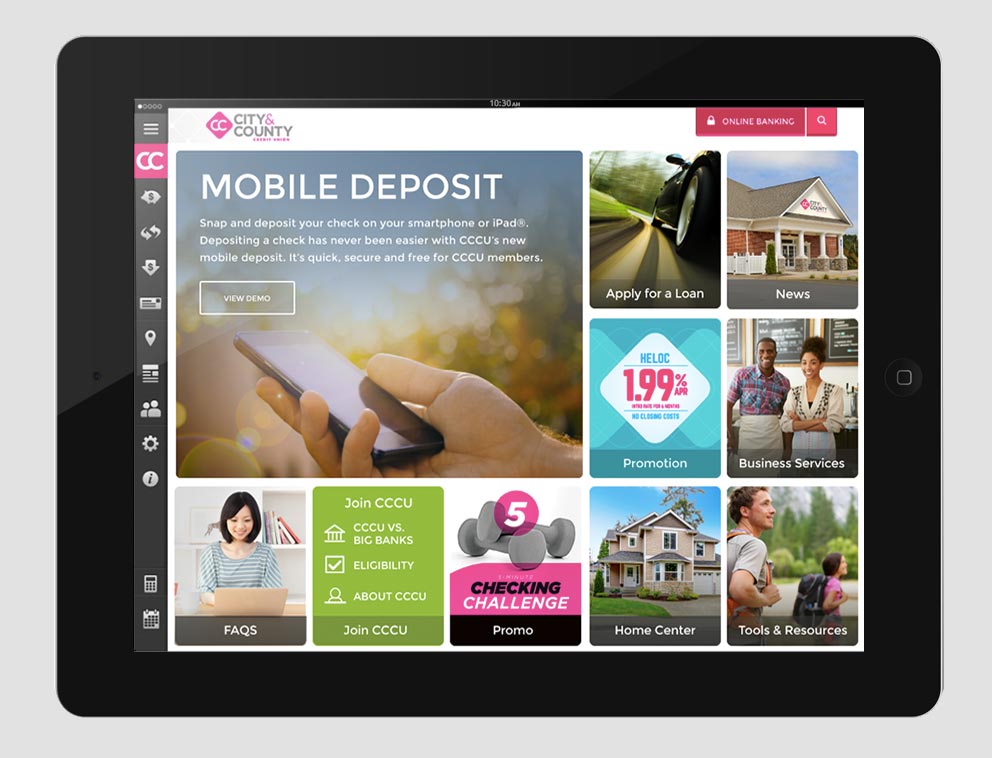 10:30 AM
CITY&
COUNTY
CREDIT UNION
ONLINE BANKING
CC
CC
MOBILE DEPOSIT
Snap and deposit your check on your smartphone or iPad®.
Depositing a check has never been easier with CCCU's new
mobile deposit. It's quick, secure and free for CCCU members.
VIEW DEMO
Apply for a Loan
CITY&
COUNTY
News
HELOC
1.99% APR
INTRO RATE FOR 6 MONTHS
NO CLOSING COSTS
Promotion
Business Services
FAQS
Join CCCU
CCCU VS.
BIG BANKS
ELIGIBILITY
ABOUT CCCU
Join CCCU
5
5-MINUTE
CHECKING
CHALLENGE
Promo
Home Center
Tools & Resources